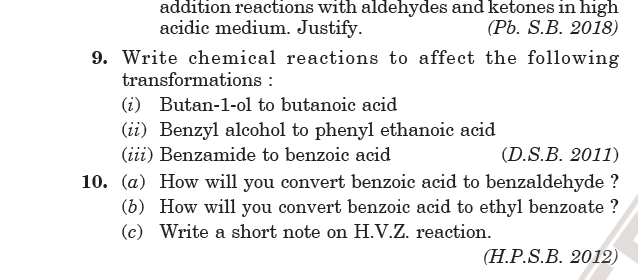 addition reactions with aldehydes and ketones in high
acidic medium. Justify. (Pb. S.B. 2018)
9. Write chemical reactions to affect the following
transformations :
(i) Butan-1-ol to butanoic acid
(ii) Benzyl alcohol to phenyl ethanoic acid
(iii) Benzamide to benzoic acid (D.S.B. 2011)
10. (a) How will you convert benzoic acid to benzaldehyde ?
(b) How will you convert benzoic acid to ethyl benzoate ?
(c) Write a short note on H.V.Z. reaction.
(H.P.S.B. 2012)